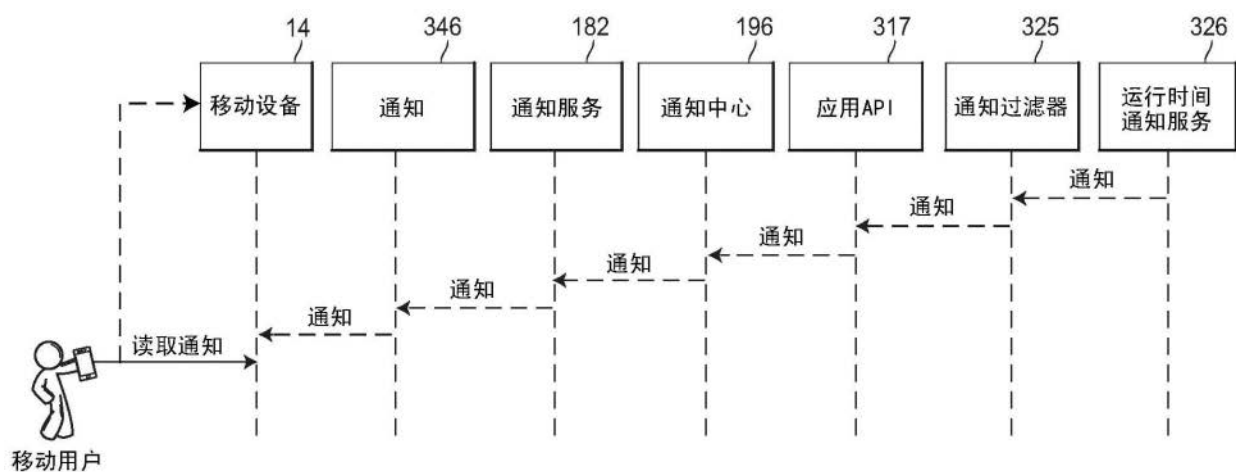 14 346 182 196 317 325 326
移动设备 通知 通知服务 通知中心 应用API 通知过滤器 运行时间
通知服务
通知
通知
通知
通知
通知
通知
读取通知
移动用户